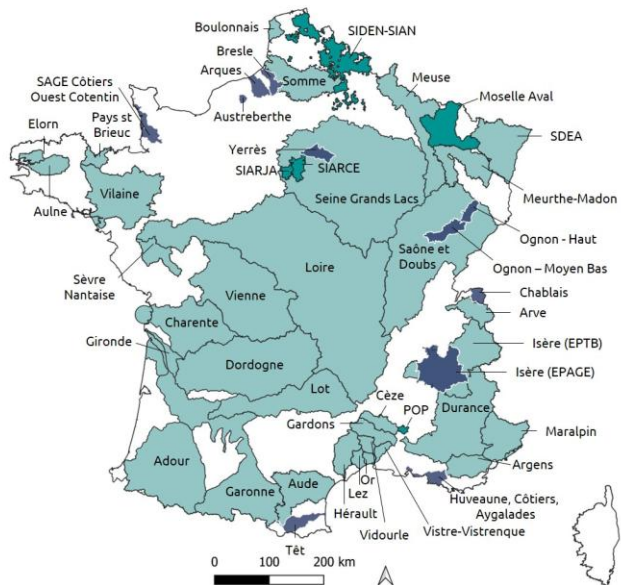 Boulonnais
SIDEN-SIAN
Bresle
Arques
Somme
Meuse
SAGE Côtiers
Ouest Cotentin
Moselle Aval
Austreberthe
Pays st
Brieuc
SDEA
Elorn
Yerrès
SIARCE
SIARJA
Vilaine
Meurthe-Madon
Seine Grands Lacs
Aulne
Ognon - Haut
Saône et
Doubs
Ognon – Moyen Bas
Loire
Sèvre
Nantaise
Vienne
Chablais
Arve
Charente
Gironde
Isère (EPTB)
Dordogne
Isère (EPAGE)
Lot
Cèze
Gardons
POP
Durance
Maralpin
Adour
Argens
Garonne
Aude
Or
Lez
Hérault
Vidourle
Huveaune, Côtiers,
Aygalades
Vistre-Vistrenque
Têt
0 100 200 km